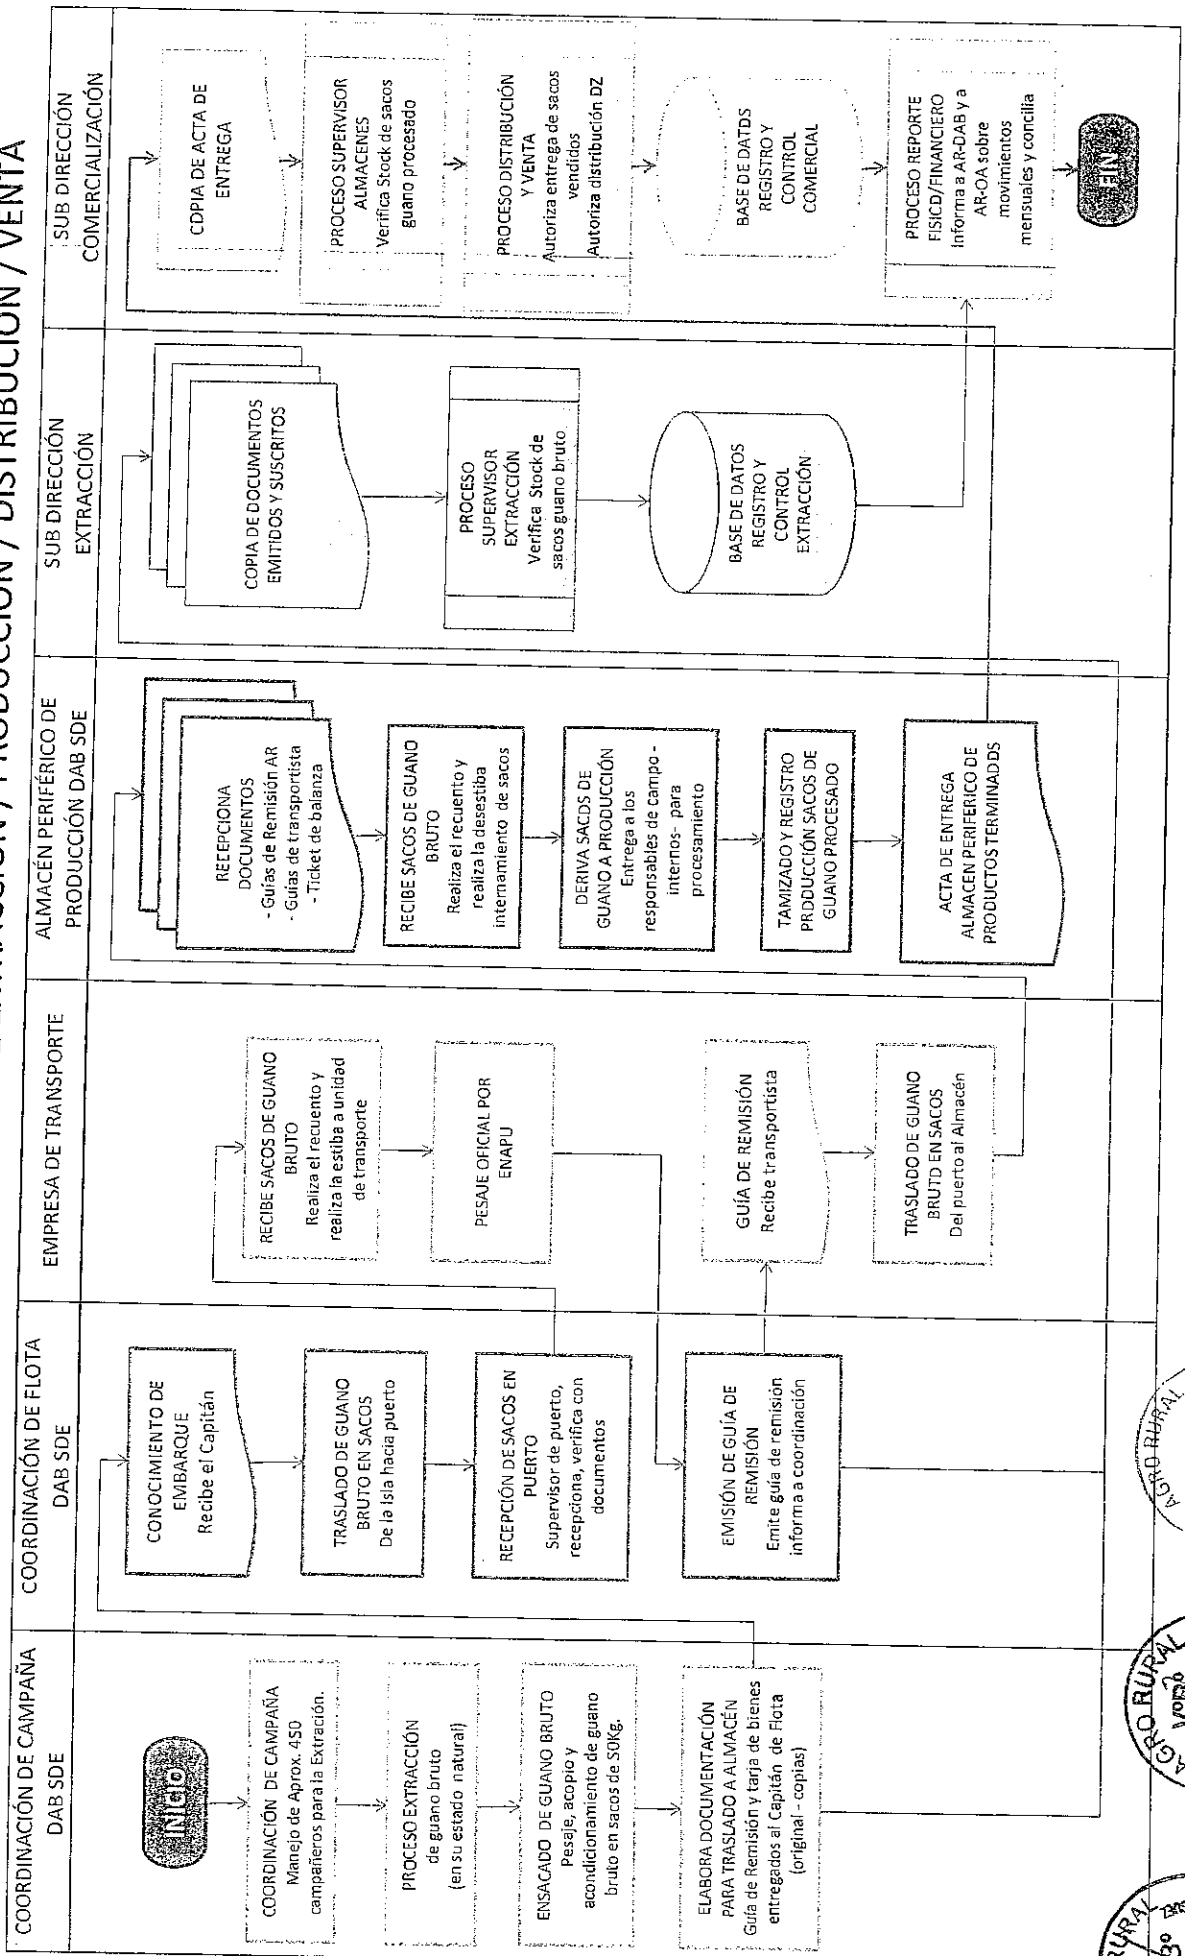 / PRODUCCIÓN / DISTRIBUCIÓN / VENTA
COORDINACIÓN DE CAMPAÑA
DAB SDE
INICIO
COORDINACIÓN DE CAMPAÑA
Manejo de Aprox. 450
campañeros para la Extración.
PROCESO EXTRACCIÓN
de guano bruto
(en su estado natural)
ENSACADO DE GUANO BRUTO
Pesaje, acopio y
acondicionamiento de guano
bruto en sacos de 50Kg.
ELABORA DOCUMENTACIÓN
PARA TRASLADO A ALMACÉN
Guía de Remisión y tarja de bienes
entregados al Capitán de Flota
(original - copias)
COORDINACIÓN DE FLOTA
DAB SDE
CONOCIMIENTO DE
EMBARQUE
Recibe el Capitán
TRASLADO DE GUANO
BRUTO EN SACOS
De la Isla hacia puerto
RECEPCIÓN DE SACOS EN
PUERTO
Supervisor de puerto,
recepciona, verifica con
documentos
EMISIÓN DE GUÍA DE
REMISIÓN
Emite guía de remisión
informa a coordinación
EMPRESA DE TRANSPORTE
RECIBE SACOS DE GUANO
BRUTO
Realiza el recuento y
realiza la estiba a unidad
de transporte
PESAJE OFICIAL POR
ENAPU
GUÍA DE REMISIÓN
Recibe transportista
TRASLADO DE GUANO
BRUTO EN SACOS
Del puerto al Almacén
ALMACÉN PERIFÉRICO DE
PRODUCCIÓN DAB SDE
RECEPCIONA
DOCUMENTOS
- Guías de Remisión AR
- Guías de transportista
- Ticket de balanza
RECIBE SACOS DE GUANO
BRUTO
Realiza el recuento y
realiza la desestiba
internamiento de sacos
DERIVA SACOS DE
GUANO A PRODUCCIÓN
Entrega a los
responsables de campo -
internos- para
procesamiento
TAMIZADO Y REGISTRO
PRODUCCIÓN SACOS DE
GUANO PROCESADO
ACTA DE ENTREGA
ALMACEN PERIFERICO DE
PRODUCTOS TERMINADOS
SUB DIRECCIÓN
EXTRACCIÓN
COPIA DE DOCUMENTOS
EMITIDOS Y SUSCRITOS
PROCESO
SUPERVISOR
EXTRACCIÓN
Verifica Stock de
sacos guano bruto
BASE DE DATOS
REGISTRO Y
CONTROL
EXTRACCIÓN
SUB DIRECCIÓN
COMERCIALIZACIÓN
COPIA DE ACTA DE
ENTREGA
PROCESO SUPERVISOR
ALMACENES
Verifica Stock de sacos
guano procesado
PROCESO DISTRIBUCIÓN
Y VENTA
Autoriza entrega de sacos
vendidos
Autoriza distribución DZ
BASE DE DATOS
REGISTRO Y
CONTROL
COMERCIAL
PROCESO REPORTE
FISICO/FINANCIERO
Informa a AR-DAB y a
AR-OA sobre
movimientos
mensuales y concilia
FIN
AGRO RURAL
AGRO RURAL
RURAL